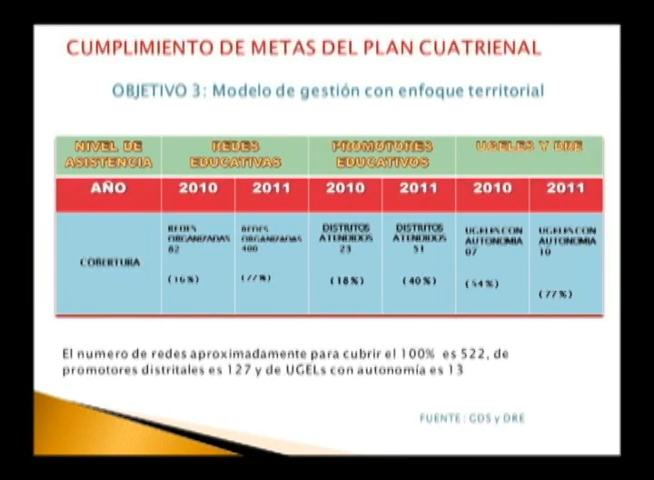 CUMPLIMIENTO DE METAS DEL PLAN CUATRIENAL
OBJETIVO 3: Modelo de gestión con enfoque territorial
NIVEL DE ASISTENCIA
REDES EDUCATIVAS
PROMOTORES EDUCATIVOS
UGELES Y DRE
AÑO 2010 2011 2010 2011 2010 2011
COBERTURA
REDES ORGANIZADAS 82 (16%)
REDES ORGANIZADAS 400 (77%)
DISTRITOS ATENDIDOS 23 (18%)
DISTRITOS ATENDIDOS 51 (40%)
UGELES CON AUTONOMIA 07 (54%)
UGELES CON AUTONOMIA 10 (77%)
El numero de redes aproximadamente para cubrir el 100% es 522, de
promotores distritales es 127 y de UGELs con autonomía es 13
FUENTE : GDS y DRE